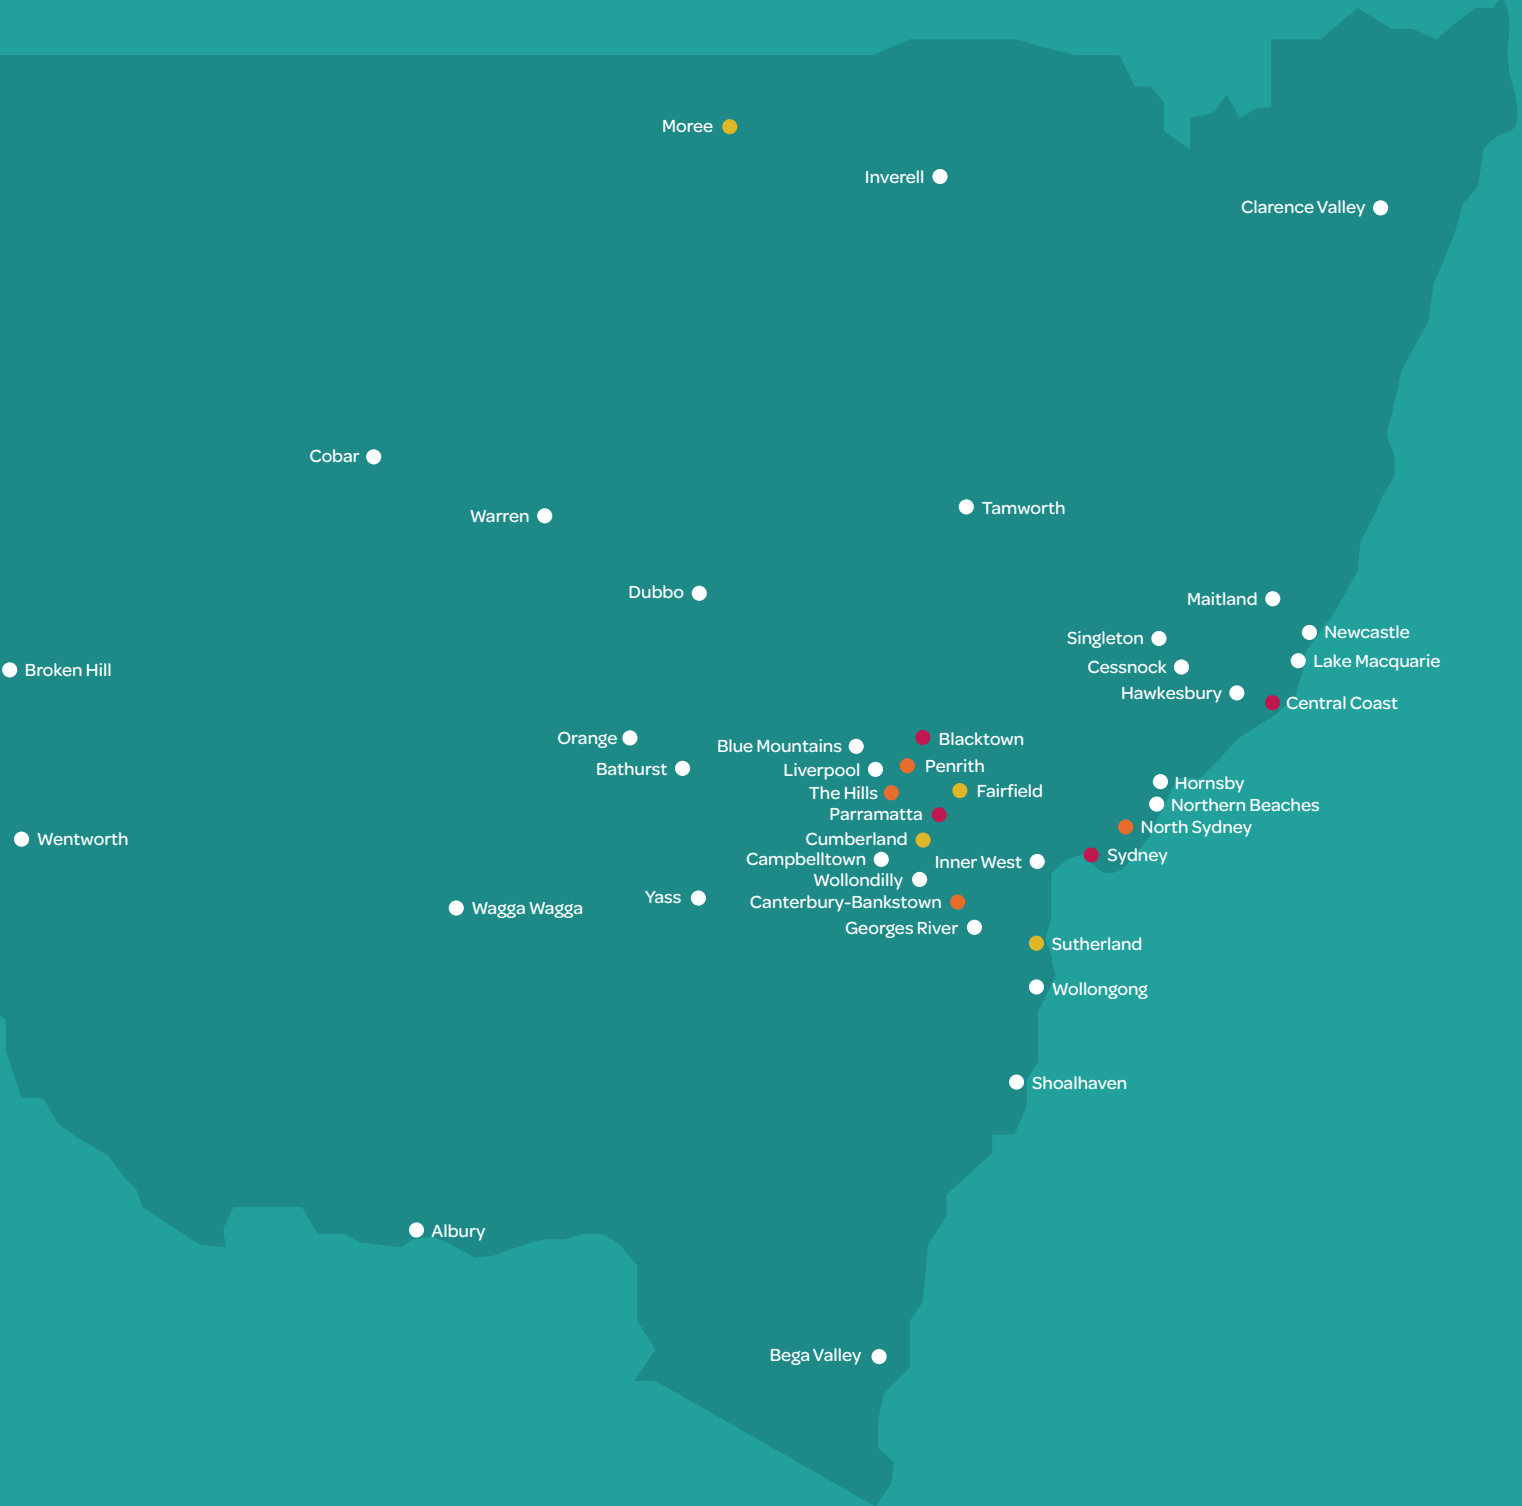 Moree
Inverell
Clarence Valley
Cobar
Tamworth
Warren
Dubbo
Maitland
Newcastle
Singleton
Lake Macquarie
Cessnock
Broken Hill
Hawkesbury
Central Coast
Orange
Blacktown
Blue Mountains
Penrith
Bathurst
Liverpool
Hornsby
Fairfield
The Hills
Northern Beaches
Parramatta
North Sydney
Wentworth
Cumberland
Sydney
Campbelltown
Inner West
Wollondilly
Yass
Canterbury-Bankstown
Wagga Wagga
Georges River
Sutherland
Wollongong
Shoalhaven
Albury
Bega Valley